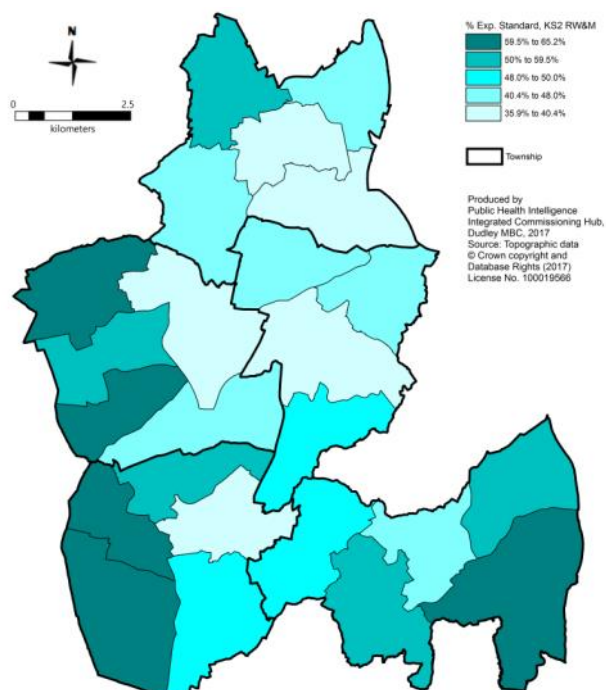 N
0 2.5
kilometers
% Exp. Standard, KS2 RW&M
59.5% to 65.2%
50% to 59.5%
48.0% to 50.0%
40.4% to 48.0%
35.9% to 40.4%
Township
Produced by
Public Health Intelligence
Integrated Commissioning Hub,
Dudley MBC, 2017
Source: Topographic data
© Crown copyright and
Database Rights (2017)
License No. 100019566